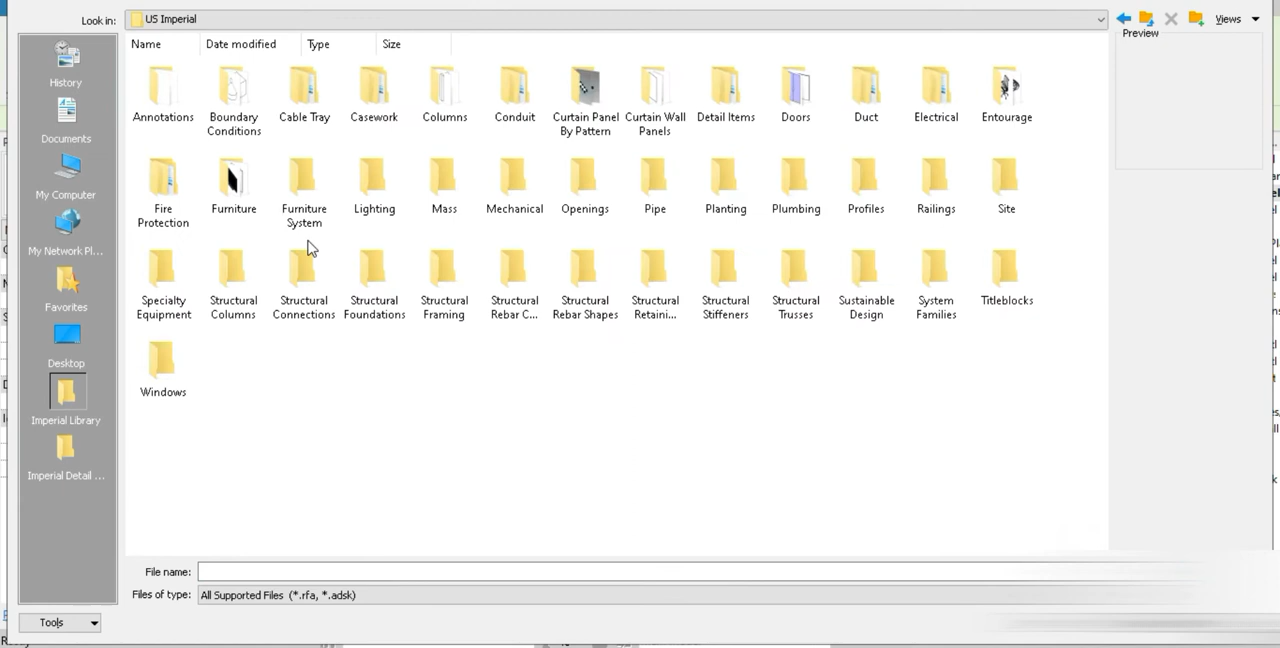 Look in:
US Imperial
Views
Preview
Name
Date modified
Type
Size
History
Documents
My Computer
My Network Pl...
Favorites
Desktop
Imperial Library
Imperial Detail ...
Annotations
Boundary
Conditions
Cable Tray
Casework
Columns
Conduit
Curtain Panel
By Pattern
Curtain Wall
Panels
Detail Items
Doors
Duct
Electrical
Entourage
Fire
Protection
Furniture
Furniture
System
Lighting
Mass
Mechanical
Openings
Pipe
Planting
Plumbing
Profiles
Railings
Site
Specialty
Equipment
Structural
Columns
Structural
Connections
Structural
Foundations
Structural
Framing
Structural
Rebar C...
Structural
Rebar Shapes
Structural
Retaini...
Structural
Stiffeners
Structural
Trusses
Sustainable
Design
System
Families
Titleblocks
Windows
File name:
Files of type:
All Supported Files (*.rfa, *.adsk)
Tools